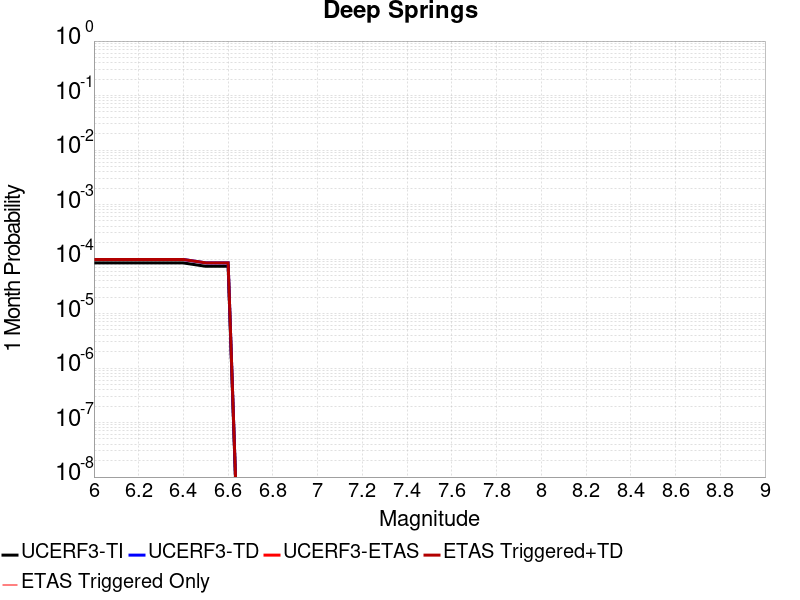 Deep Springs
1 Month Probability
10^0
10^-1
10^-2
10^-3
10^-4
10^-5
10^-6
10^-7
10^-8
6 6.2 6.4 6.6 6.8 7 7.2 7.4 7.6 7.8 8 8.2 8.4 8.6 8.8 9
Magnitude
UCERF3-TI UCERF3-TD UCERF3-ETAS ETAS Triggered+TD
ETAS Triggered Only